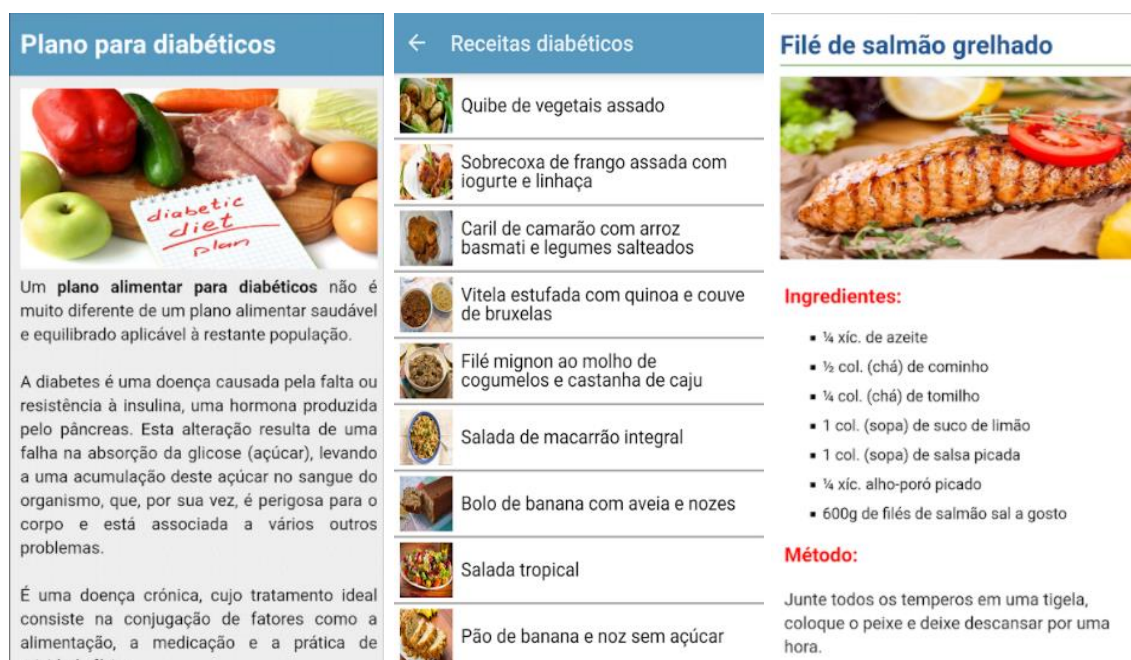 Plano para diabéticos
diabetic
diet
plan
Um plano alimentar para diabéticos não é
muito diferente de um plano alimentar saudável
e equilibrado aplicável à restante população.
A diabetes é uma doença causada pela falta ou
resistência à insulina, uma hormona produzida
pelo pâncreas. Esta alteração resulta de uma
falha na absorção da glicose (açúcar), levando
a uma acumulação deste açúcar no sangue do
organismo, que, por sua vez, é perigosa para o
corpo e está associada a vários outros
problemas.
É uma doença crónica, cujo tratamento ideal
consiste na conjugação de fatores como a
alimentação, a medicação e a prática de
Receitas diabéticos
Quibe de vegetais assado
Sobrecoxa de frango assada com
iogurte e linhaça
Caril de camarão com arroz
basmati e legumes salteados
Vitela estufada com quinoa e couve
de bruxelas
Filé mignon ao molho de
cogumelos e castanha de caju
Salada de macarrão integral
Bolo de banana com aveia e nozes
Salada tropical
Pão de banana e noz sem açúcar
Filé de salmão grelhado
Ingredientes:
▪ ¼ xíc. de azeite
▪ ½ col. (chá) de cominho
▪ ¼ col. (chá) de tomilho
▪ 1 col. (sopa) de suco de limão
▪ 1 col. (sopa) de salsa picada
▪ ¼ xíc. alho-poró picado
▪ 600g de filés de salmão sal a gosto
Método:
Junte todos os temperos em uma tigela,
coloque o peixe e deixe descansar por uma
hora.